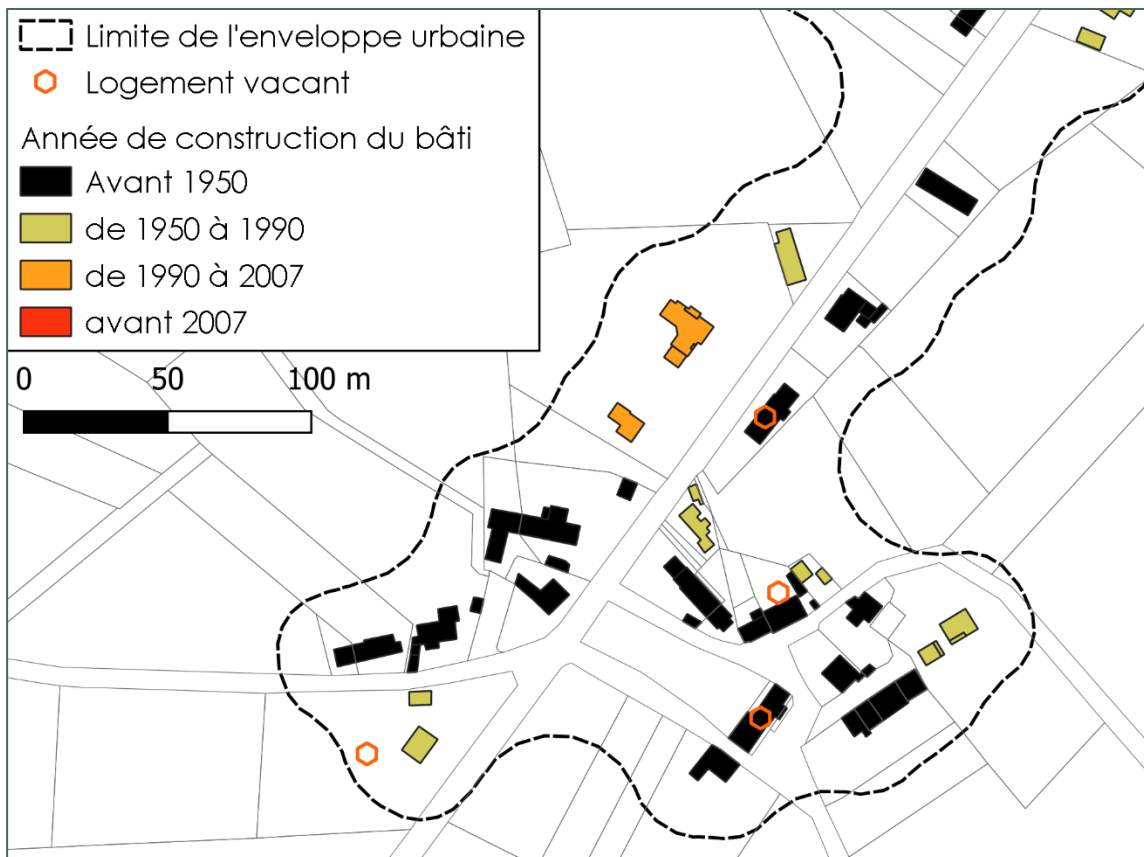 Limite de l'enveloppe urbaine
Logement vacant
Année de construction du bâti
Avant 1950
de 1950 à 1990
de 1990 à 2007
avant 2007
0 50 100 m